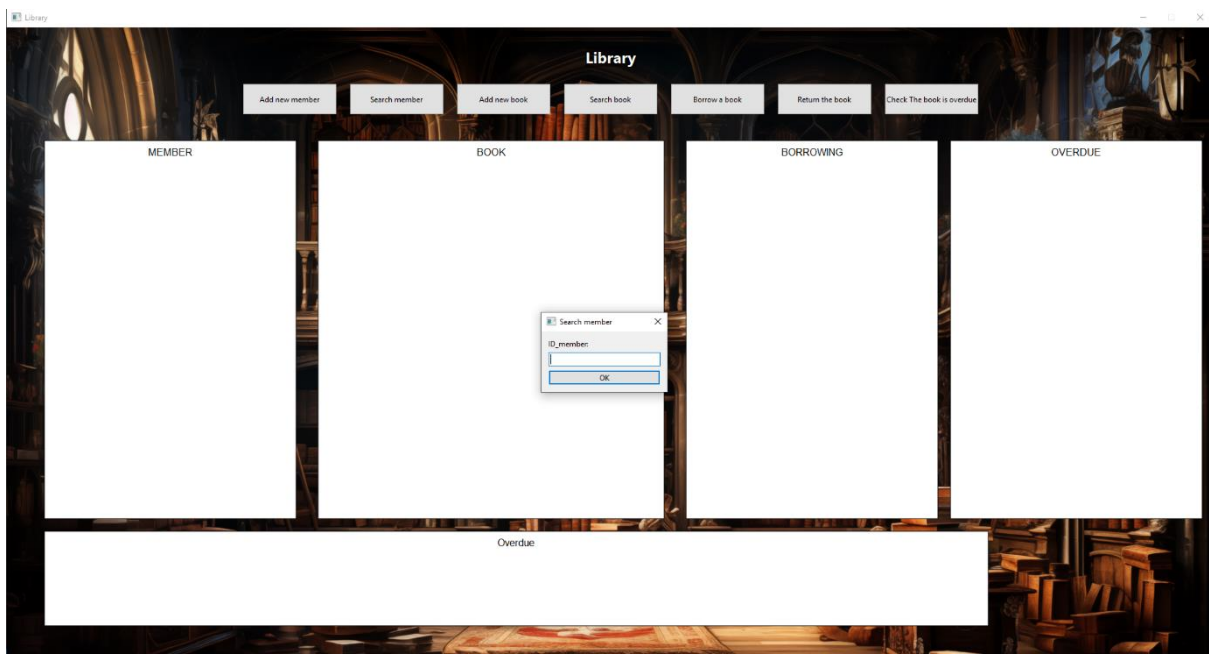 Library
Library
Add new member Search member Add new book Search book Borrow a book Return the book Check The book is overdue
MEMBER BOOK BORROWING OVERDUE
Search member
ID_member:
OK
Overdue